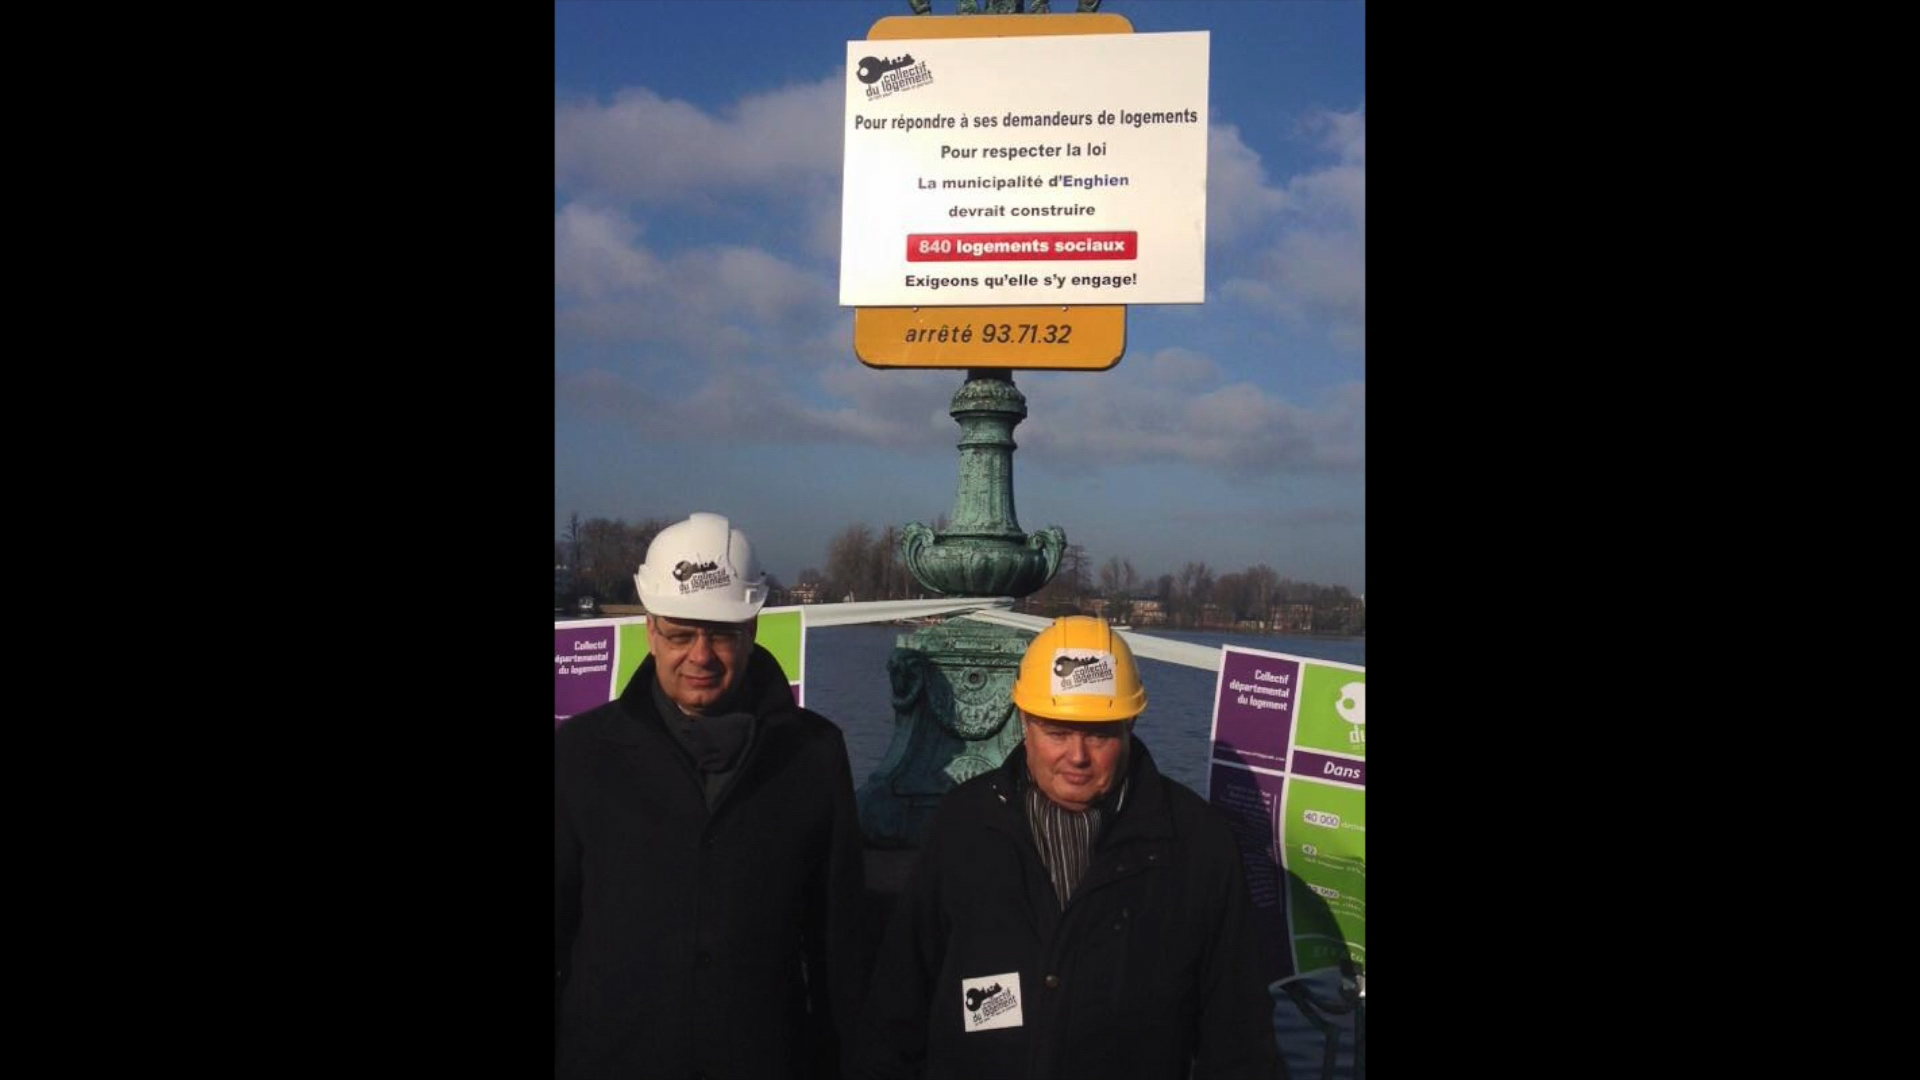 collectif
du logement
Pour répondre à ses demandeurs de logements
Pour respecter la loi
La municipalité d'Enghien
devrait construire
840 logements sociaux
Exigeons qu'elle s'y engage!
arrêté 93.71.32
collectif
du logement
Collectif
départemental
du logement
collectif
du logement
Collectif
départemental
du logement
du
Dans
40 000
42
collectif
du logement